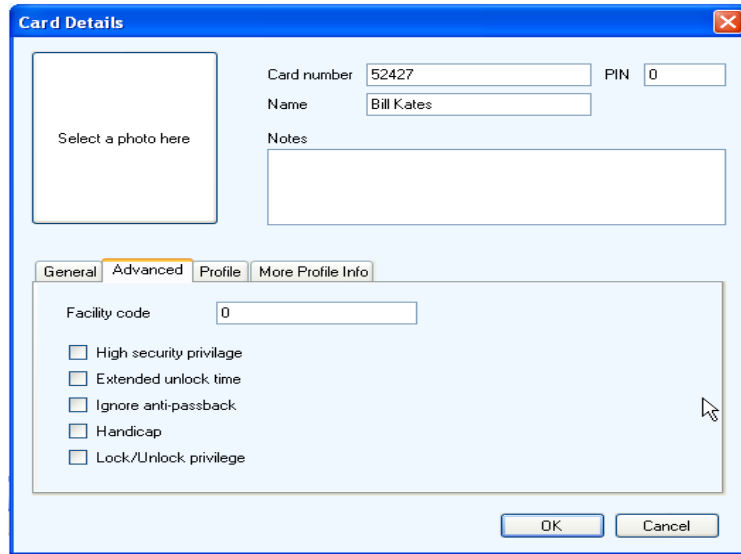 Card Details
Card number 52427 PIN 0
Name Bill Kates
Select a photo here
Notes
General Advanced Profile More Profile Info
Facility code 0
High security privilage
Extended unlock time
Ignore anti-passback
Handicap
Lock/Unlock privilege
OK Cancel